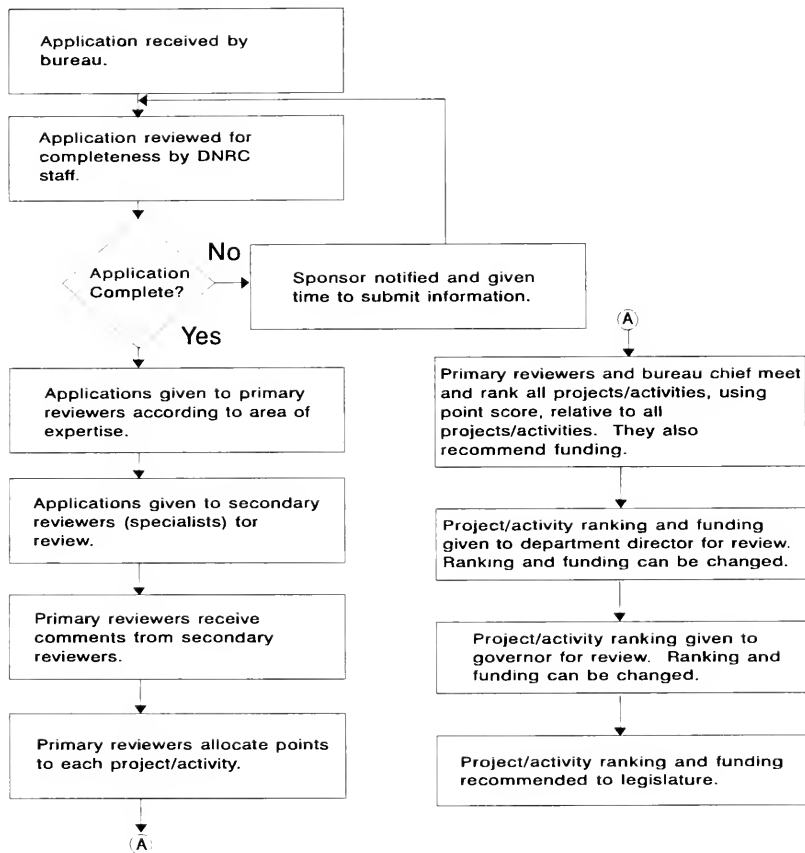 Application received by
bureau.
Application reviewed for
completeness by DNRC
staff.
Application
Complete?
No
Sponsor notified and given
time to submit information.
Yes
Applications given to primary
reviewers according to area of
expertise.
Applications given to secondary
reviewers (specialists) for
review.
Primary reviewers receive
comments from secondary
reviewers.
Primary reviewers allocate points
to each project/activity.
A
A
Primary reviewers and bureau chief meet
and rank all projects/activities, using
point score, relative to all
projects/activities. They also
recommend funding.
Project/activity ranking and funding
given to department director for review.
Ranking and funding can be changed.
Project/activity ranking given to
governor for review. Ranking and
funding can be changed.
Project/activity ranking and funding
recommended to legislature.